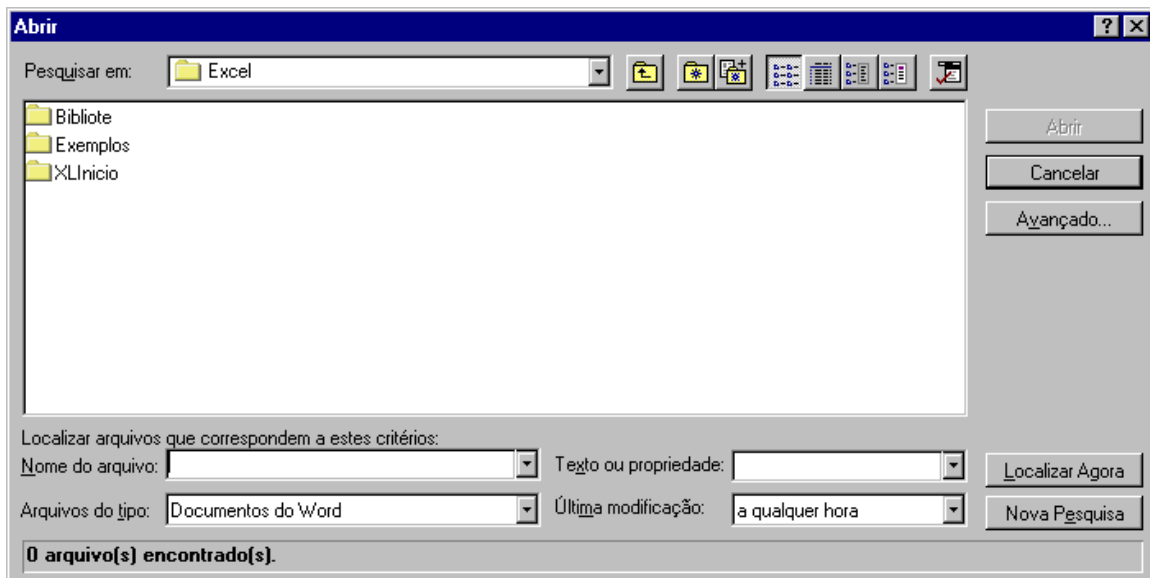 Abrir
Pesquisar em: Excel
Bibliote
Exemplos
XLInicio
Abrir
Cancelar
Avançado...
Localizar arquivos que correspondem a estes critérios:
Nome do arquivo: Texto ou propriedade: Localizar Agora
Arquivos do tipo: Documentos do Word Última modificação: a qualquer hora Nova Pesquisa
0 arquivo(s) encontrado(s).